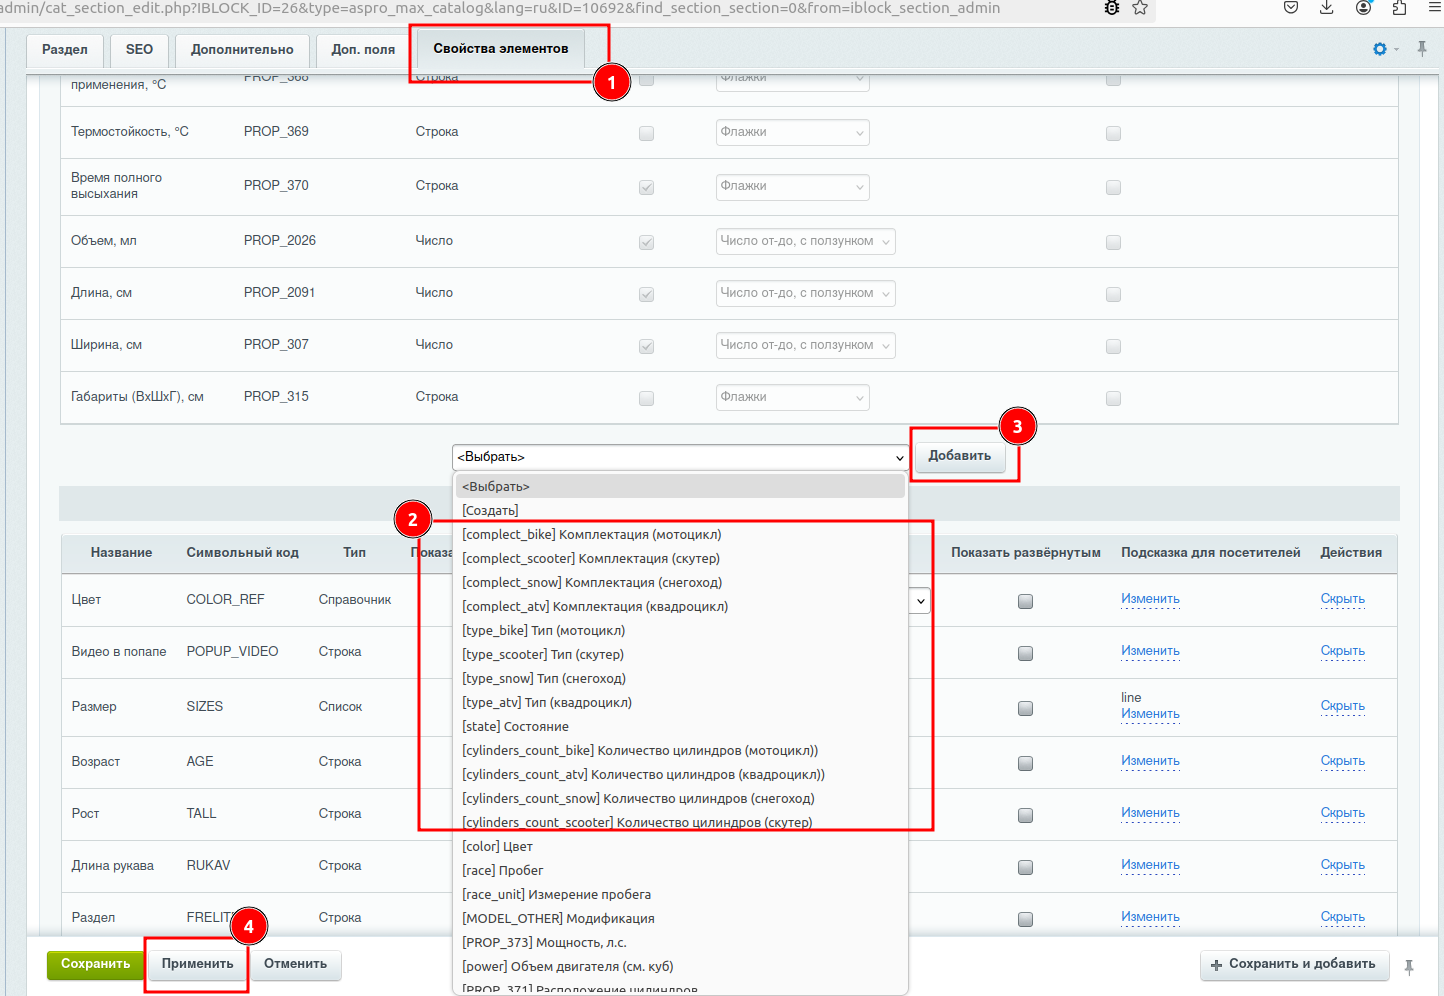 admin/cat_section_edit.php?IBLOCK_ID=26&type=aspro_max_catalog&lang=ru&ID=10692&find_section_section=0&from=iblock_section_admin
Раздел SEO Дополнительно Доп. поля Свойства элементов
1
применения, °C PROP_368 Строка Флажки
Термостойкость, °C PROP_369 Строка Флажки
Время полного
высыхания PROP_370 Строка Флажки
Объем, мл PROP_2026 Число Число от-до, с ползунком
Длина, см PROP_2091 Число Число от-до, с ползунком
Ширина, см PROP_307 Число Число от-до, с ползунком
Габариты (ВхШхГ), см PROP_315 Строка Флажки
3
<Выбрать> Добавить
<Выбрать>
[Создать]
2
[complect_bike] Комплектация (мотоцикл)
[complect_scooter] Комплектация (скутер)
[complect_snow] Комплектация (снегоход)
[complect_atv] Комплектация (квадроцикл)
[type_bike] Тип (мотоцикл)
[type_scooter] Тип (скутер)
[type_snow] Тип (снегоход)
[type_atv] Тип (квадроцикл)
[state] Состояние
[cylinders_count_bike] Количество цилиндров (мотоцикл))
[cylinders_count_atv] Количество цилиндров (квадроцикл))
[cylinders_count_snow] Количество цилиндров (снегоход)
[cylinders_count_scooter] Количество цилиндров (скутер)
[color] Цвет
[race] Пробег
[race_unit] Измерение пробега
[MODEL_OTHER] Модификация
[PROP_373] Мощность, л.с.
[power] Объем двигателя (см. куб)
[PROP_371] Расположение цилиндров
Название Символьный код Тип Показа Показать развёрнутым Подсказка для посетителей Действия
Цвет COLOR_REF Справочник Изменить Скрыть
Видео в попапе POPUP_VIDEO Строка Изменить Скрыть
Размер SIZES Список line
Изменить Скрыть
Возраст AGE Строка Изменить Скрыть
Рост TALL Строка Изменить Скрыть
Длина рукава RUKAV Строка Изменить Скрыть
Раздел FRELIT Строка Изменить Скрыть
4
Сохранить Применить Отменить + Сохранить и добавить